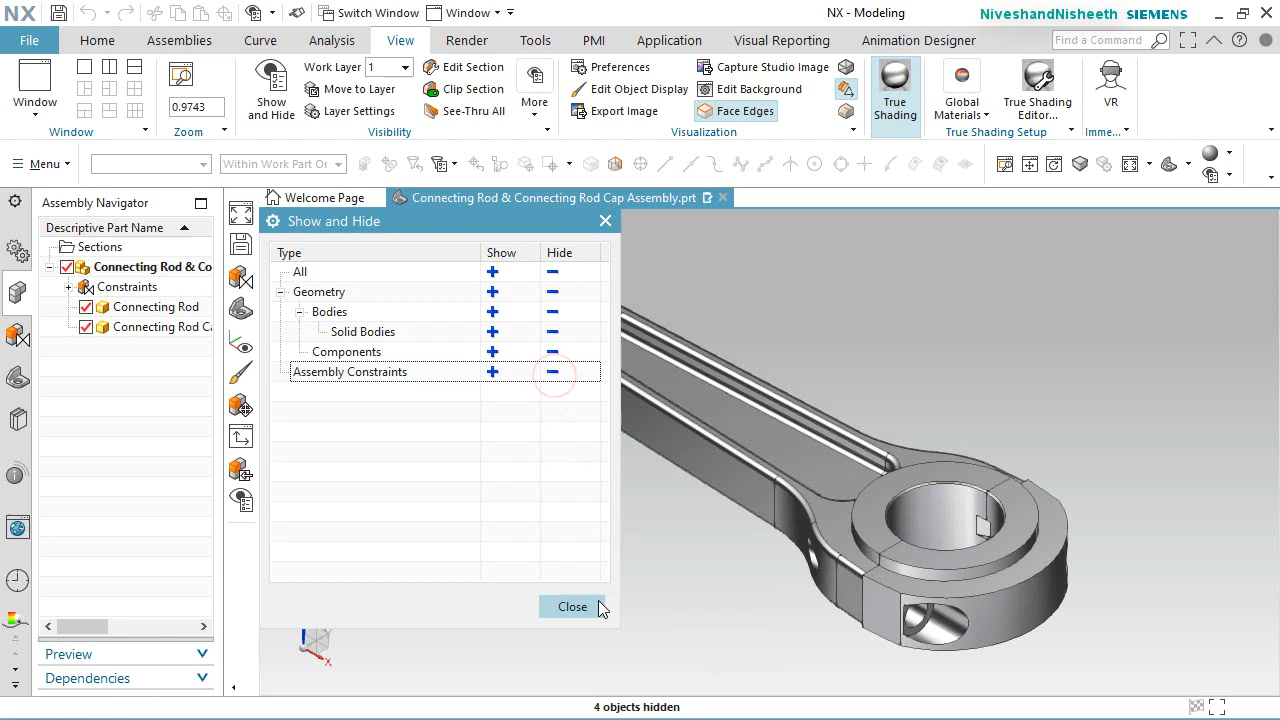 NX
Switch Window
Window
NX - Modeling
NiveshandNisheeth
SIEMENS
File
Home
Assemblies
Curve
Analysis
View
Render
Tools
PMI
Application
Visual Reporting
Animation Designer
Find a Command
Window
0.9743
Show and Hide
Work Layer
1
Move to Layer
Layer Settings
Edit Section
Clip Section
See-Thru All
More
Preferences
Edit Object Display
Export Image
Capture Studio Image
Edit Background
Face Edges
True Shading
Global Materials
True Shading Editor...
VR
Window
Zoom
Visibility
Visualization
True Shading Setup
Imme...
Menu
Within Work Part On
Assembly Navigator
Welcome Page
Connecting Rod & Connecting Rod Cap Assembly.prt
Descriptive Part Name
Sections
Connecting Rod & Co
Constraints
Connecting Rod
Connecting Rod Ca
Show and Hide
Type
Show
Hide
All
Geometry
Bodies
Solid Bodies
Components
Assembly Constraints
Close
X
Preview
Dependencies
4 objects hidden